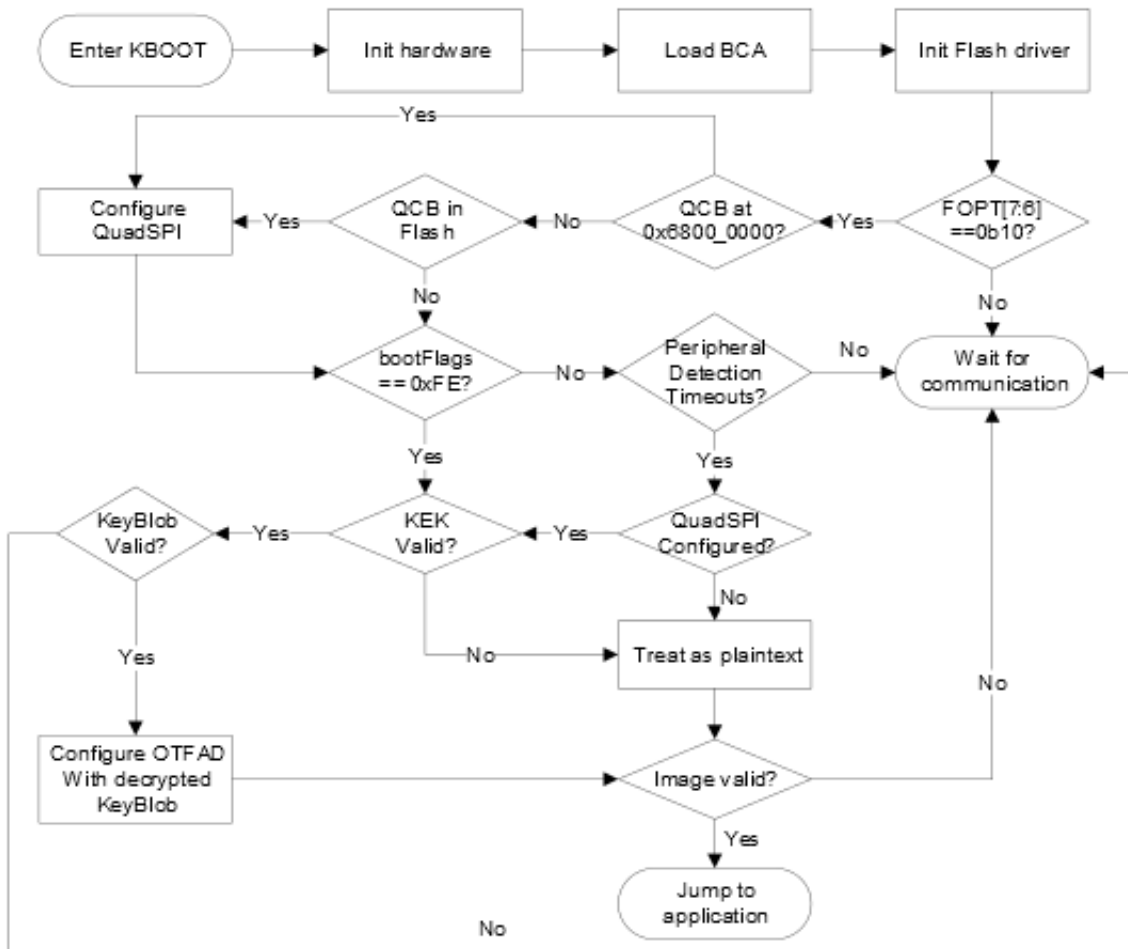 Enter KBOOT
Init hardware
Load BCA
Init Flash driver
Yes
Configure
QuadSPI
Yes
QCB in
Flash
No
QCB at
0x6800_0000?
Yes
FOPT[7:6]
==0b10?
No
No
bootFlags
== 0xFE?
No
Peripheral
Detection
Timeouts?
No
Wait for
communication
Yes
Yes
KeyBlob
Valid?
Yes
KEK
Valid?
Yes
QuadSPI
Configured?
No
Yes
No
Treat as plaintext
No
Configure OTFAD
With decrypted
KeyBlob
Image valid?
Yes
Jump to
application
No